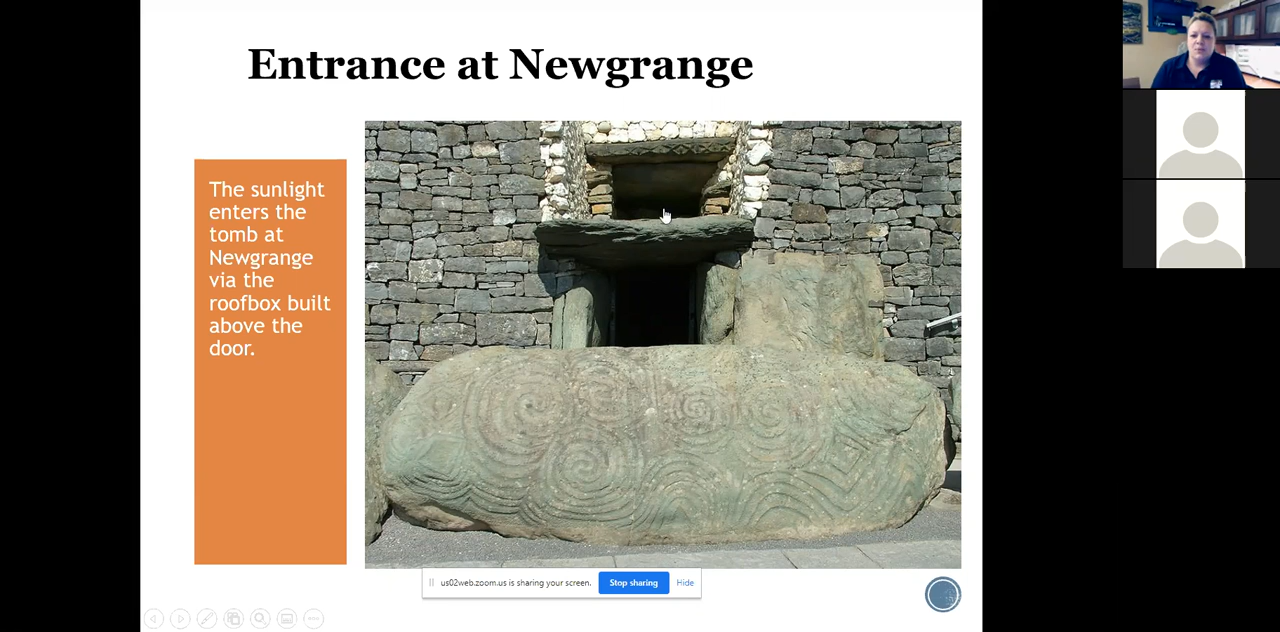 Entrance at Newgrange
The sunlight
enters the
tomb at
Newgrange
via the
roofbox built
above the
door.
us02web.zoom.us is sharing your screen. Stop sharing Hide